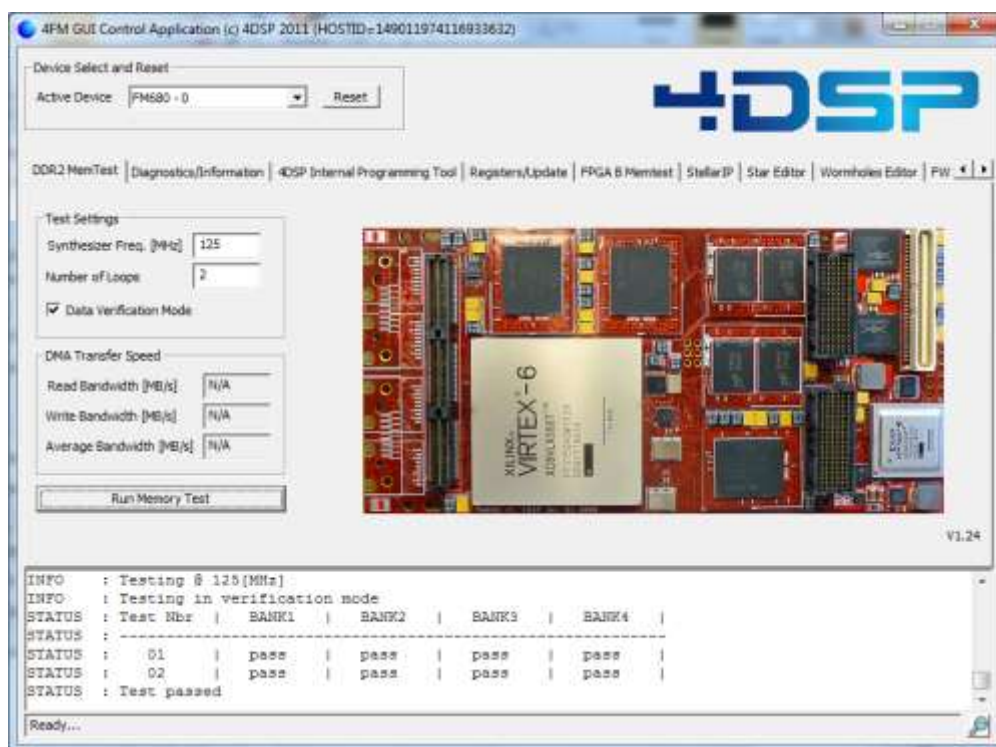 4FM GUI Control Application (c) 4DSP 2011 (HOSTID=149011974116933632)
Device Select and Reset
Active Device FM680 - 0 Reset
4DSP
DDR2 MemTest Diagnostics/Information 4DSP Internal Programming Tool Registers/Update FPGA B Memtest StellarIP Star Editor Wormholes Editor FW
Test Settings
Synthesizer Freq. [MHz] 125
Number of Loops 2
Data Verification Mode
DMA Transfer Speed
Read Bandwidth [MB/s] N/A
Write Bandwidth [MB/s] N/A
Average Bandwidth [MB/s] N/A
Run Memory Test
XILINX
VIRTEX-6
V1.24
INFO : Testing @ 125[MHz]
INFO : Testing in verification mode
STATUS : Test Nbr | BANK1 | BANK2 | BANK3 | BANK4 |
STATUS : -----------------------------------------------------------
STATUS : 01 | pass | pass | pass | pass |
STATUS : 02 | pass | pass | pass | pass |
STATUS : Test passed
Ready...